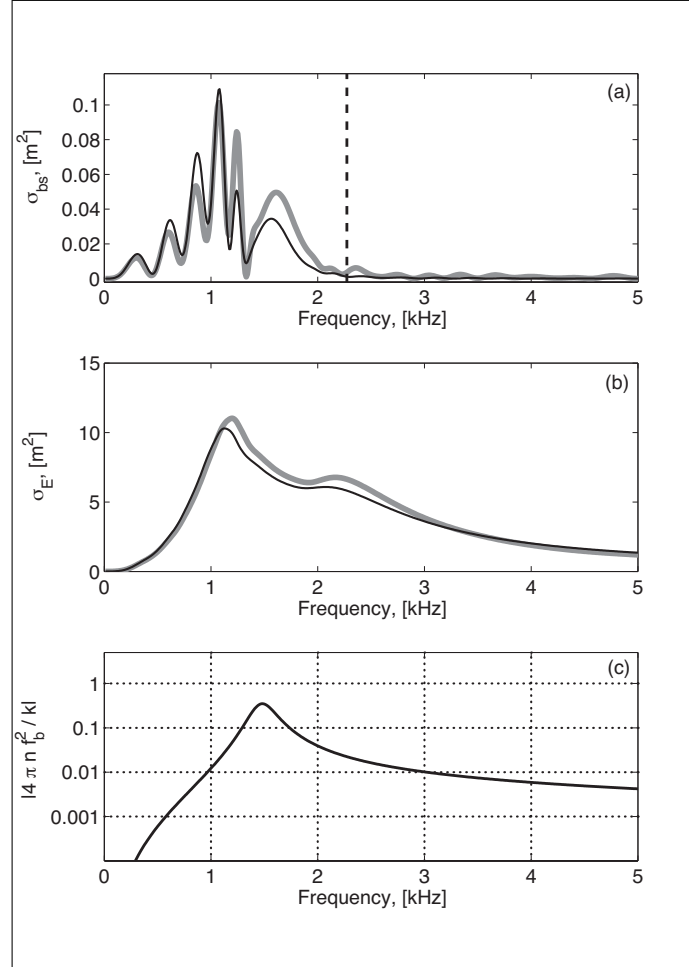 (a)
0.1
0.08
0.06
0.04
0.02
0
σbs, [m²]
0 1 2 3 4 5
Frequency, [kHz]
(b)
15
10
5
0
σE, [m²]
0 1 2 3 4 5
Frequency, [kHz]
(c)
1
0.1
0.01
0.001
|4 π n f_b² / k|
0 1 2 3 4 5
Frequency, [kHz]